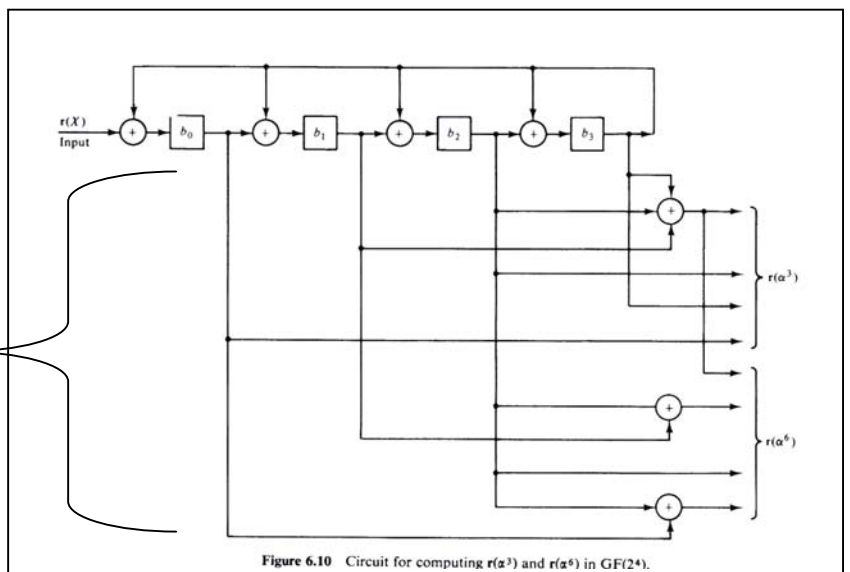 r(X)
Input
+ b₀ + b₁ + b₂ + b₃
+
r(α³)
+
r(α⁶)
+
Figure 6.10 Circuit for computing r(α³) and r(α⁶) in GF(2⁴).